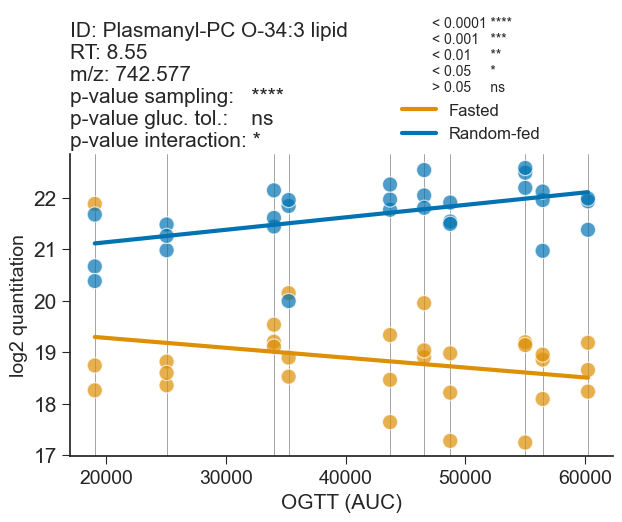 ID: Plasmanyl-PC O-34:3 lipid
RT: 8.55
m/z: 742.577
p-value sampling: ****
p-value gluc. tol.: ns
p-value interaction: *
< 0.0001 ****
< 0.001 ***
< 0.01 **
< 0.05 *
> 0.05 ns
Fasted
Random-fed
log2 quantitation
22
21
20
19
18
17
20000 30000 40000 50000 60000
OGTT (AUC)